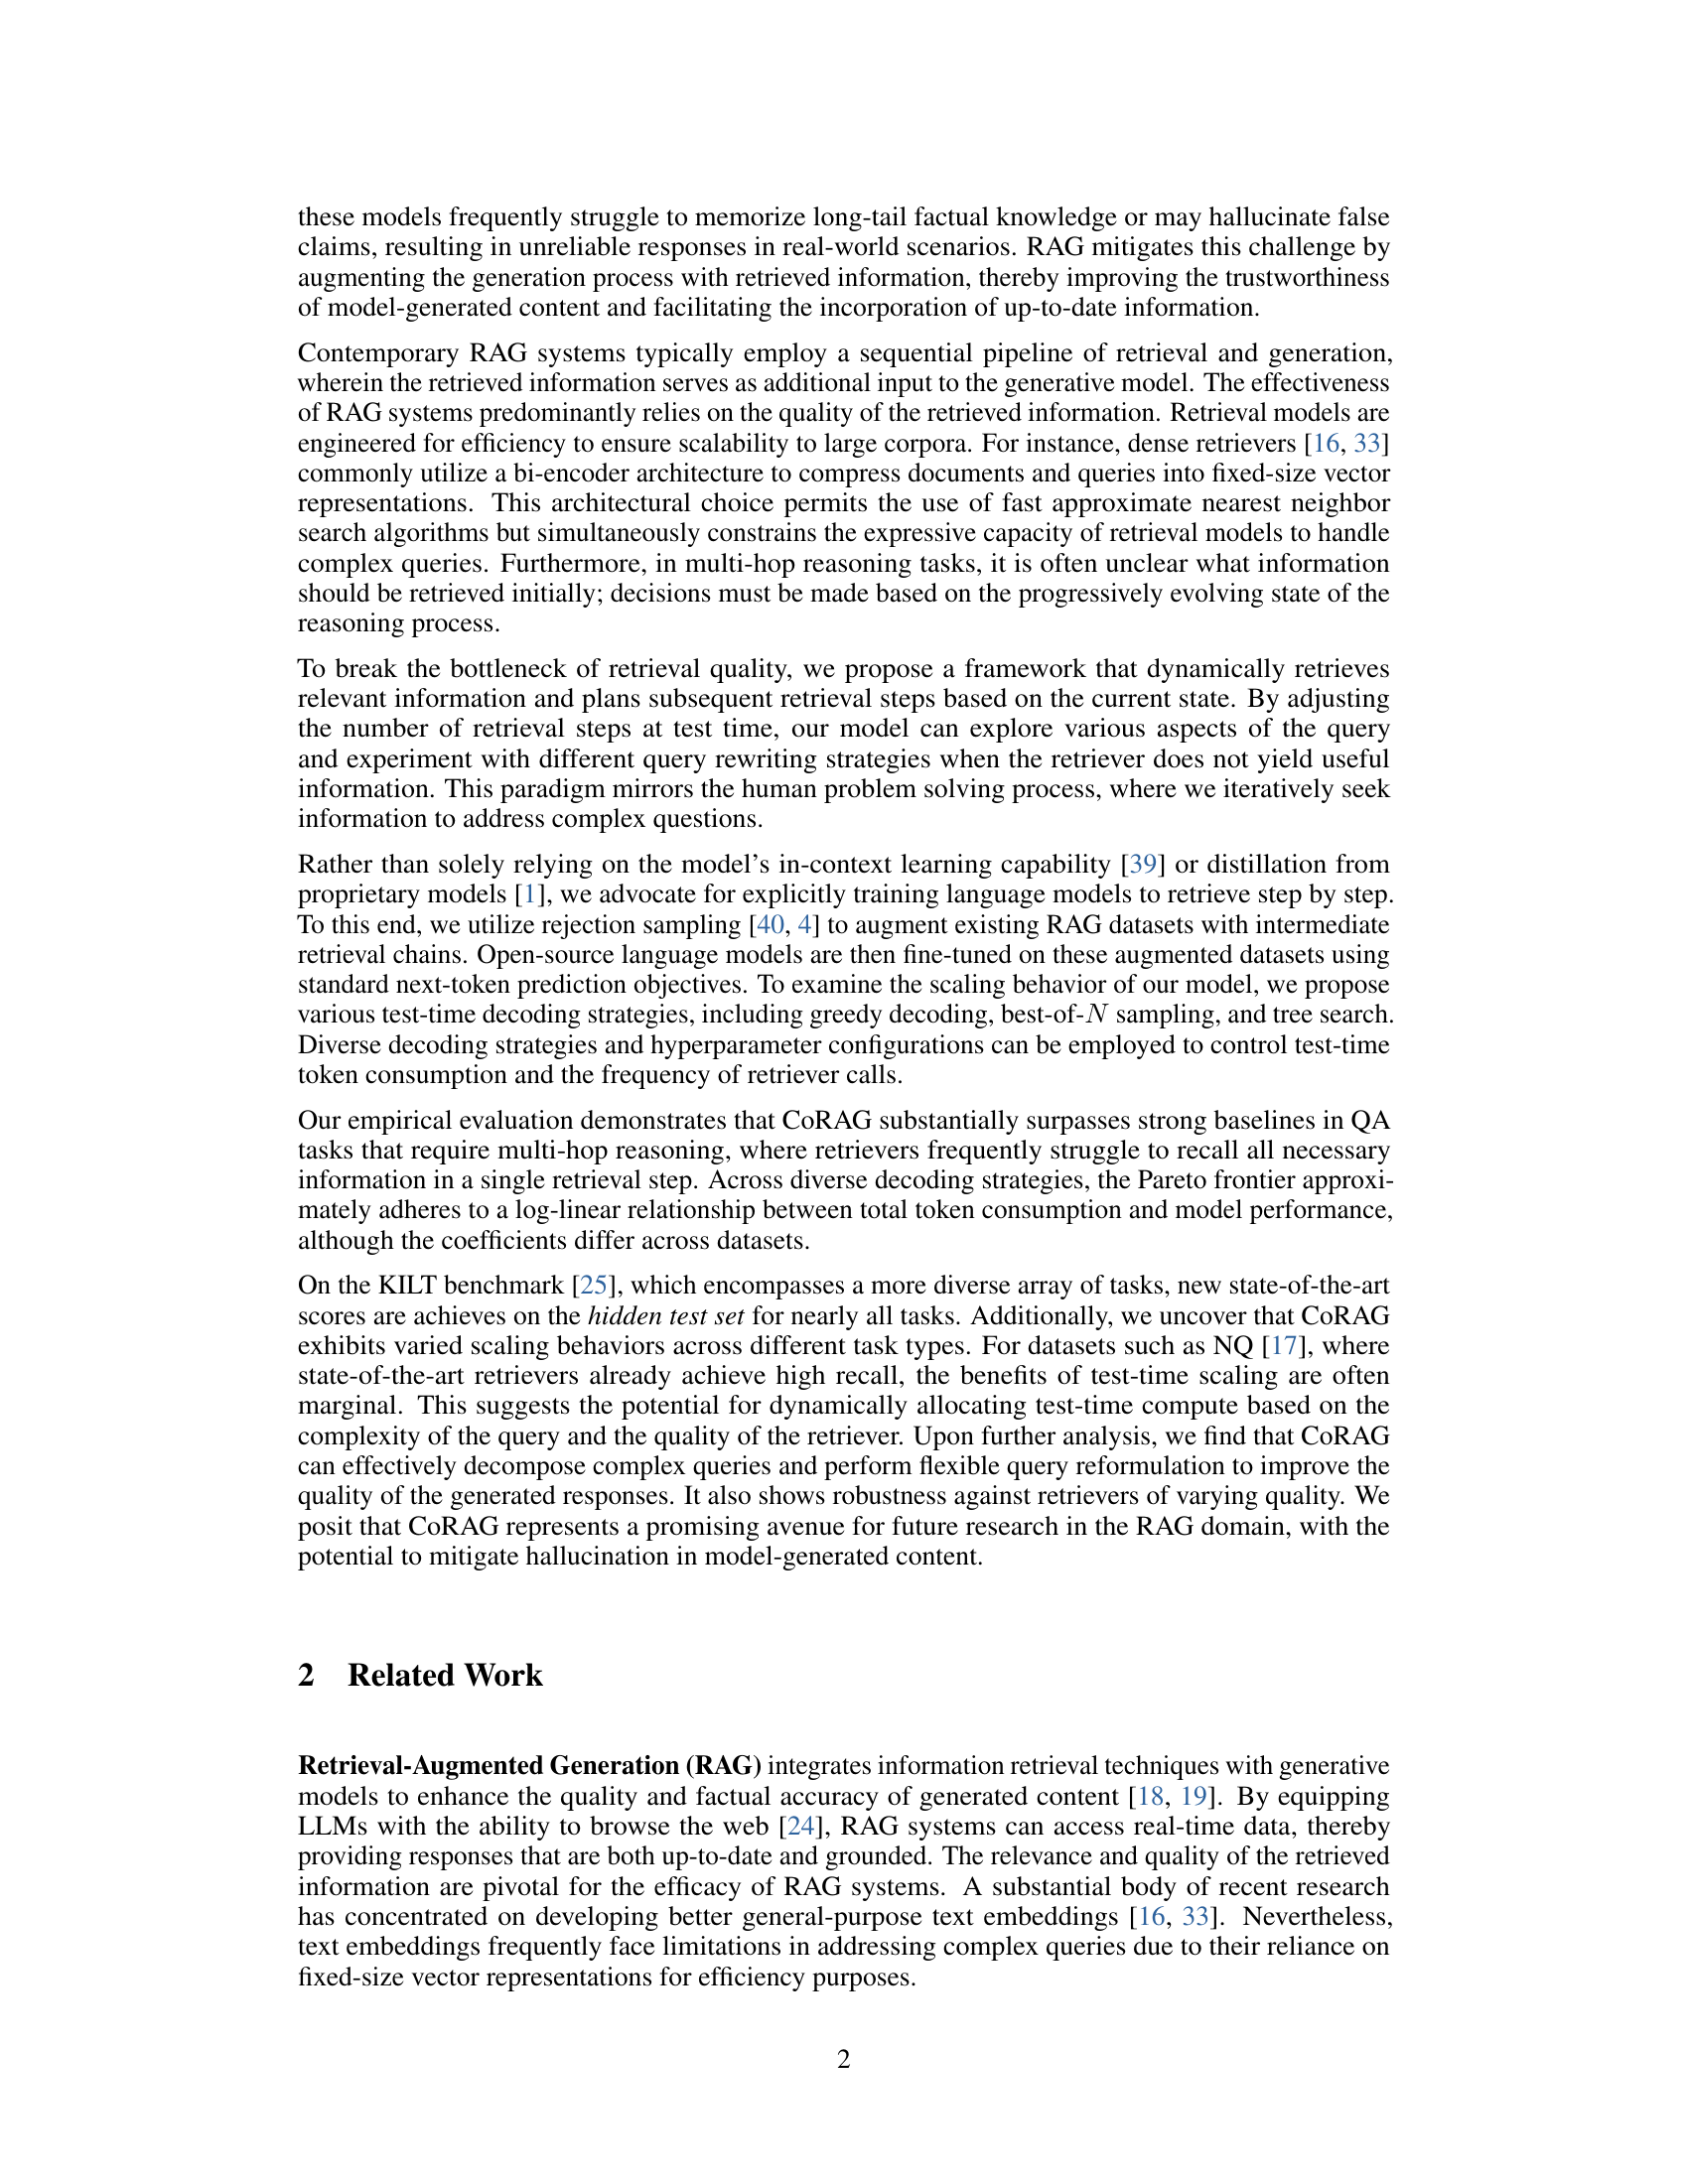 these models frequently struggle to memorize long-tail factual knowledge or may hallucinate false
claims, resulting in unreliable responses in real-world scenarios. RAG mitigates this challenge by
augmenting the generation process with retrieved information, thereby improving the trustworthiness
of model-generated content and facilitating the incorporation of up-to-date information.
Contemporary RAG systems typically employ a sequential pipeline of retrieval and generation,
wherein the retrieved information serves as additional input to the generative model. The effectiveness
of RAG systems predominantly relies on the quality of the retrieved information. Retrieval models are
engineered for efficiency to ensure scalability to large corpora. For instance, dense retrievers [16, 33]
commonly utilize a bi-encoder architecture to compress documents and queries into fixed-size vector
representations. This architectural choice permits the use of fast approximate nearest neighbor
search algorithms but simultaneously constrains the expressive capacity of retrieval models to handle
complex queries. Furthermore, in multi-hop reasoning tasks, it is often unclear what information
should be retrieved initially; decisions must be made based on the progressively evolving state of the
reasoning process.
To break the bottleneck of retrieval quality, we propose a framework that dynamically retrieves
relevant information and plans subsequent retrieval steps based on the current state. By adjusting
the number of retrieval steps at test time, our model can explore various aspects of the query
and experiment with different query rewriting strategies when the retriever does not yield useful
information. This paradigm mirrors the human problem solving process, where we iteratively seek
information to address complex questions.
Rather than solely relying on the model's in-context learning capability [39] or distillation from
proprietary models [1], we advocate for explicitly training language models to retrieve step by step.
To this end, we utilize rejection sampling [40, 4] to augment existing RAG datasets with intermediate
retrieval chains. Open-source language models are then fine-tuned on these augmented datasets using
standard next-token prediction objectives. To examine the scaling behavior of our model, we propose
various test-time decoding strategies, including greedy decoding, best-of-N sampling, and tree search.
Diverse decoding strategies and hyperparameter configurations can be employed to control test-time
token consumption and the frequency of retriever calls.
Our empirical evaluation demonstrates that CoRAG substantially surpasses strong baselines in QA
tasks that require multi-hop reasoning, where retrievers frequently struggle to recall all necessary
information in a single retrieval step. Across diverse decoding strategies, the Pareto frontier approxi-
mately adheres to a log-linear relationship between total token consumption and model performance,
although the coefficients differ across datasets.
On the KILT benchmark [25], which encompasses a more diverse array of tasks, new state-of-the-art
scores are achieves on the hidden test set for nearly all tasks. Additionally, we uncover that CoRAG
exhibits varied scaling behaviors across different task types. For datasets such as NQ [17], where
state-of-the-art retrievers already achieve high recall, the benefits of test-time scaling are often
marginal. This suggests the potential for dynamically allocating test-time compute based on the
complexity of the query and the quality of the retriever. Upon further analysis, we find that CoRAG
can effectively decompose complex queries and perform flexible query reformulation to improve the
quality of the generated responses. It also shows robustness against retrievers of varying quality. We
posit that CoRAG represents a promising avenue for future research in the RAG domain, with the
potential to mitigate hallucination in model-generated content.
2 Related Work
Retrieval-Augmented Generation (RAG) integrates information retrieval techniques with generative
models to enhance the quality and factual accuracy of generated content [18, 19]. By equipping
LLMs with the ability to browse the web [24], RAG systems can access real-time data, thereby
providing responses that are both up-to-date and grounded. The relevance and quality of the retrieved
information are pivotal for the efficacy of RAG systems. A substantial body of recent research
has concentrated on developing better general-purpose text embeddings [16, 33]. Nevertheless,
text embeddings frequently face limitations in addressing complex queries due to their reliance on
fixed-size vector representations for efficiency purposes.
2